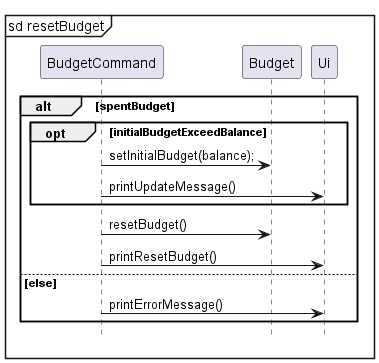 sd resetBudget
BudgetCommand Budget Ui
alt [spentBudget]
opt [initialBudgetExceedBalance]
setInitialBudget(balance);
printUpdateMessage()
resetBudget()
printResetBudget()
[else]
printErrorMessage()